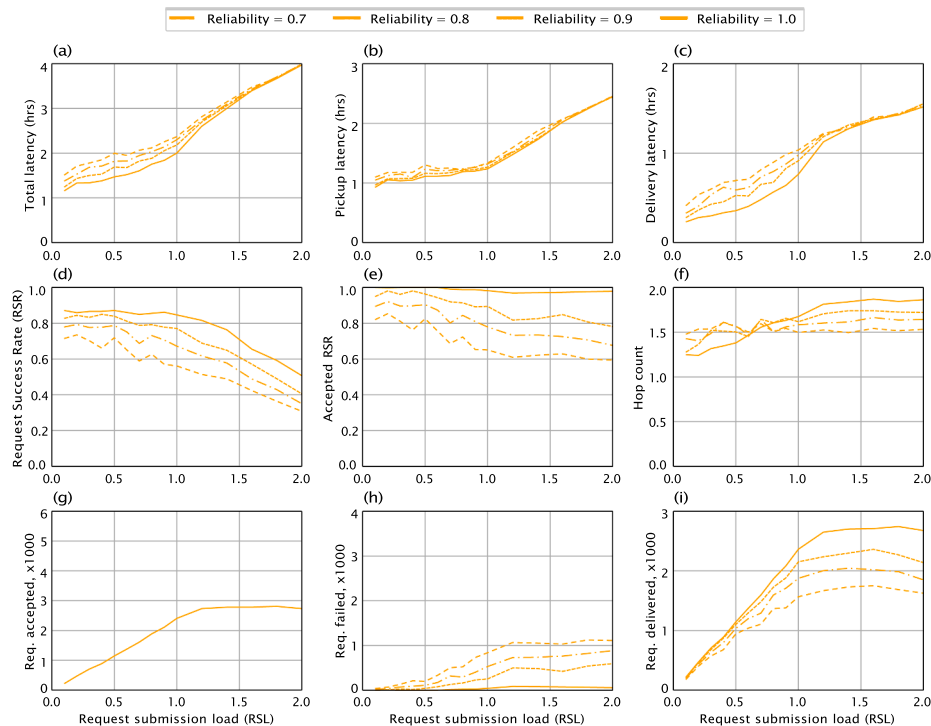 Reliability = 0.7 Reliability = 0.8 Reliability = 0.9 Reliability = 1.0
(a) (b) (c)
Total latency (hrs)
4
3
2
1
0
0.0 0.5 1.0 1.5 2.0
Pickup latency (hrs)
3
2
1
0
0.0 0.5 1.0 1.5 2.0
Delivery latency (hrs)
2
1
0
0.0 0.5 1.0 1.5 2.0
(d) (e) (f)
Request Success Rate (RSR)
1.0
0.8
0.6
0.4
0.2
0.0
0.0 0.5 1.0 1.5 2.0
Accepted RSR
1.0
0.8
0.6
0.4
0.2
0.0
0.0 0.5 1.0 1.5 2.0
Hop count
2.0
1.5
1.0
0.5
0.0
0.0 0.5 1.0 1.5 2.0
(g) (h) (i)
Req. accepted, x1000
6
5
4
3
2
1
0
0.0 0.5 1.0 1.5 2.0
Request submission load (RSL)
Req. failed, x1000
4
3
2
1
0
0.0 0.5 1.0 1.5 2.0
Request submission load (RSL)
Req. delivered, x1000
3
2
1
0
0.0 0.5 1.0 1.5 2.0
Request submission load (RSL)